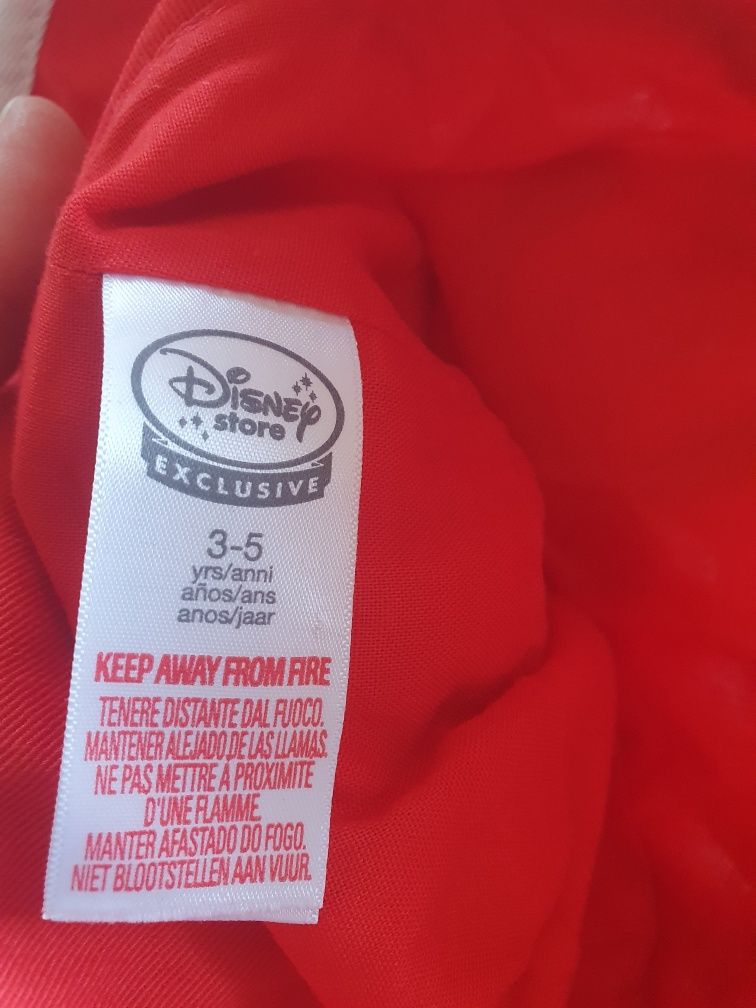 Disney
store
EXCLUSIVE
3-5
yrs/anni
años/ans
anos/jaar
KEEP AWAY FROM FIRE
TENERE DISTANTE DAL FUOCO.
MANTENER ALEJADO DE LAS LLAMAS.
NE PAS METTRE À PROXIMITE
D'UNE FLAMME
MANTER AFASTADO DO FOGO.
NIET BLOOTSTELLEN AAN VUUR.